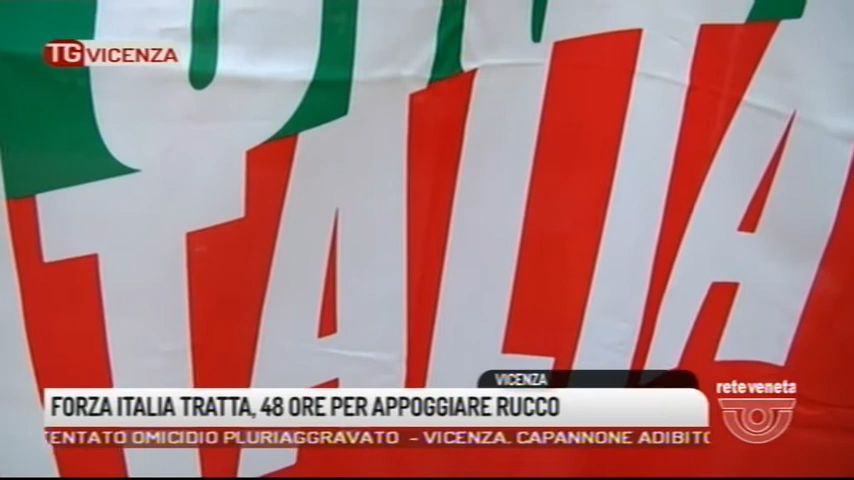 TG VICENZA
ITALIA
VICENZA
FORZA ITALIA TRATTA, 48 ORE PER APPOGGIARE RUCCO
rete veneta
ENTATO OMICIDIO PLURIAGGRAVATO - VICENZA. CAPANNONE ADIBITO